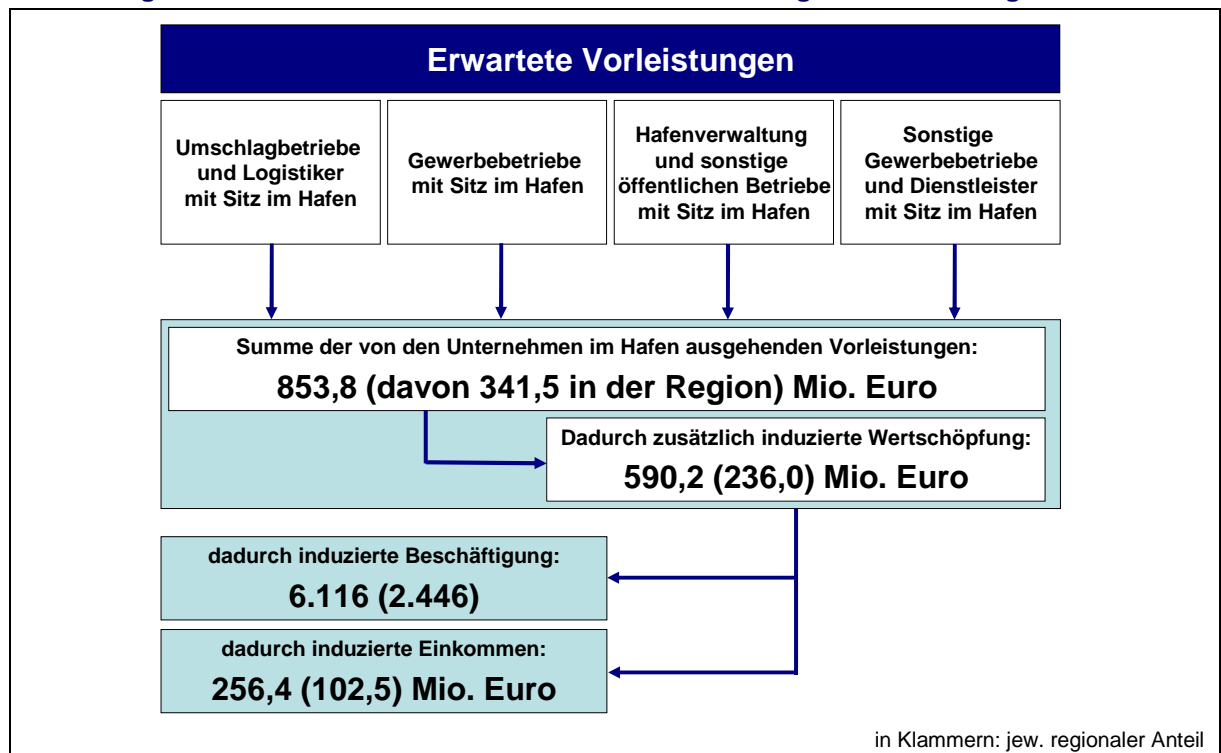 Erwartete Vorleistungen
Umschlagbetriebe
und Logistiker
mit Sitz im Hafen
Gewerbebetriebe
mit Sitz im Hafen
Hafenverwaltung
und sonstige
öffentlichen Betriebe
mit Sitz im Hafen
Sonstige
Gewerbebetriebe
und Dienstleister
mit Sitz im Hafen
Summe der von den Unternehmen im Hafen ausgehenden Vorleistungen:
853,8 (davon 341,5 in der Region) Mio. Euro
Dadurch zusätzlich induzierte Wertschöpfung:
590,2 (236,0) Mio. Euro
dadurch induzierte Beschäftigung:
6.116 (2.446)
dadurch induzierte Einkommen:
256,4 (102,5) Mio. Euro
in Klammern: jew. regionaler Anteil